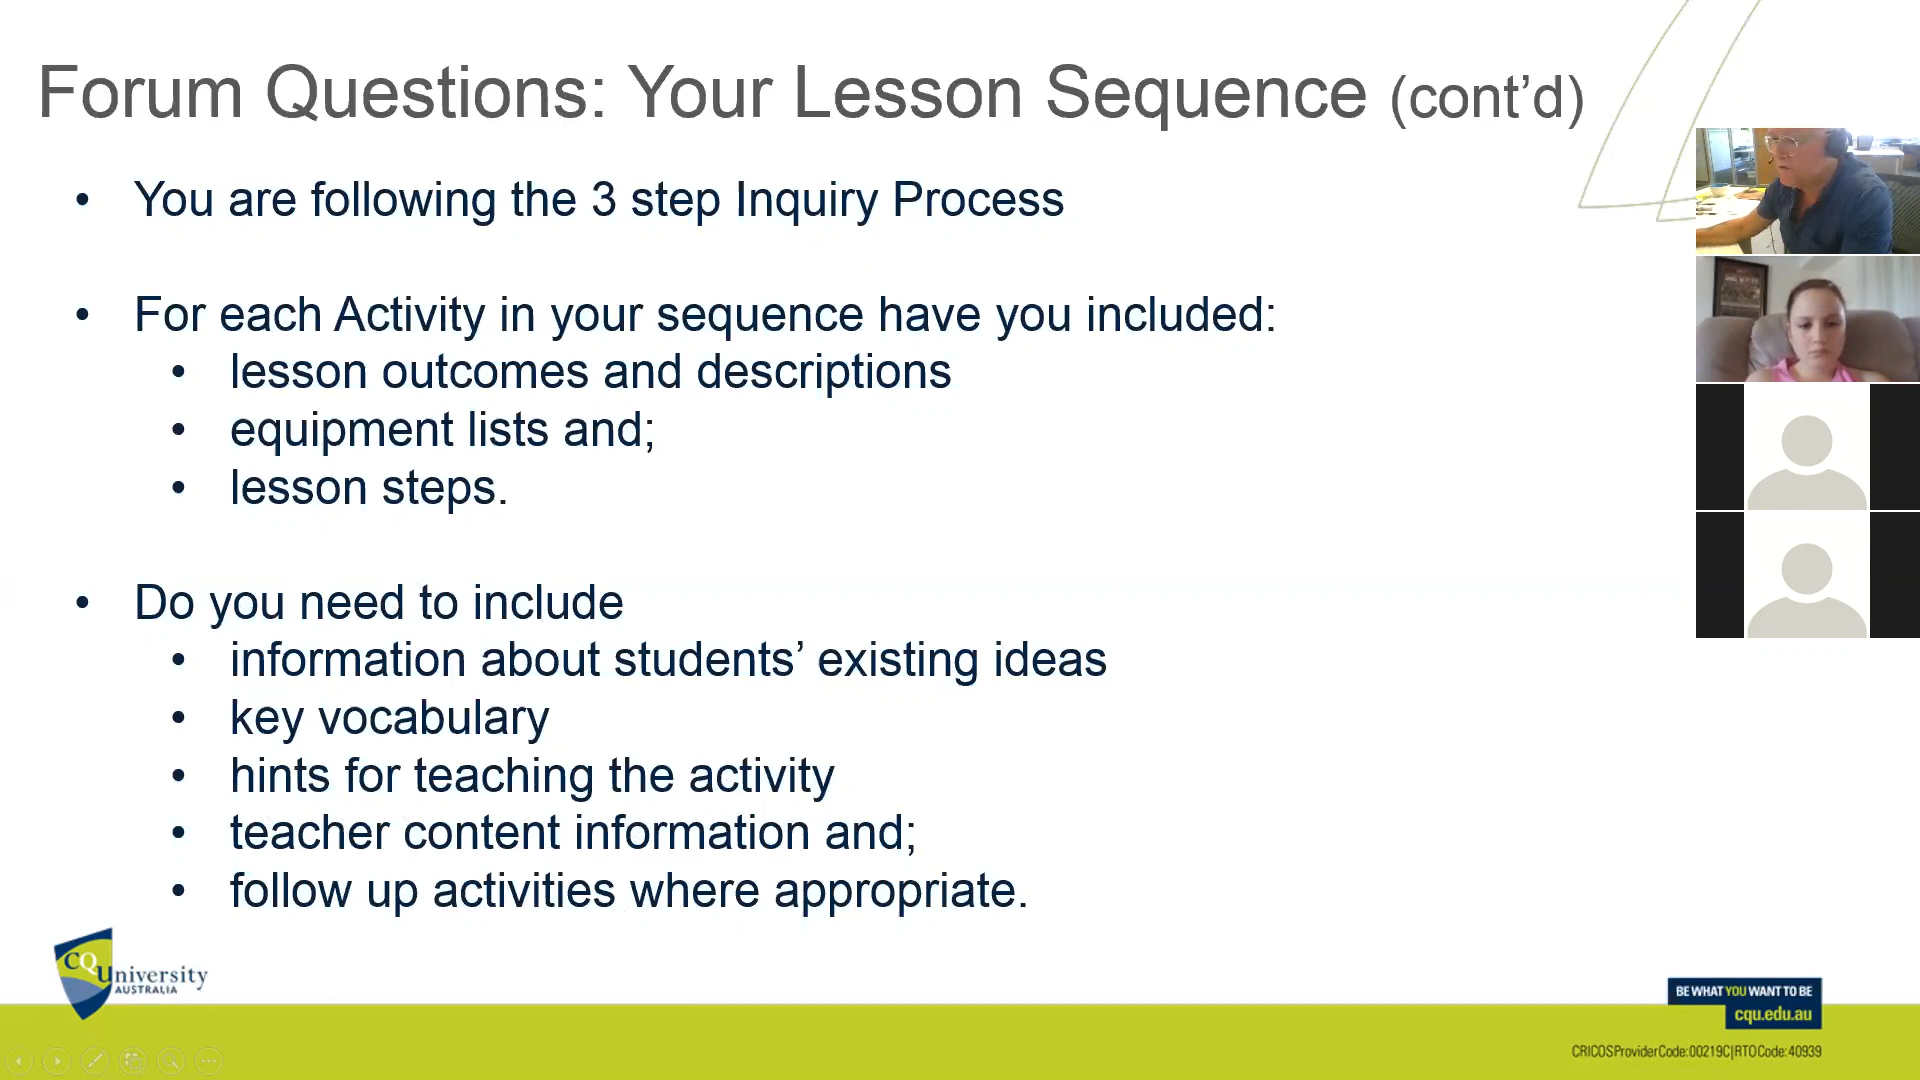 Forum Questions: Your Lesson Sequence (cont’d)
• You are following the 3 step Inquiry Process
• For each Activity in your sequence have you included:
• lesson outcomes and descriptions
• equipment lists and;
• lesson steps.
• Do you need to include
• information about students’ existing ideas
• key vocabulary
• hints for teaching the activity
• teacher content information and;
• follow up activities where appropriate.
CQUniversity
AUSTRALIA
BE WHAT YOU WANT TO BE
cqu.edu.au
CRICOS Provider Code: 00219C | RTO Code: 40939